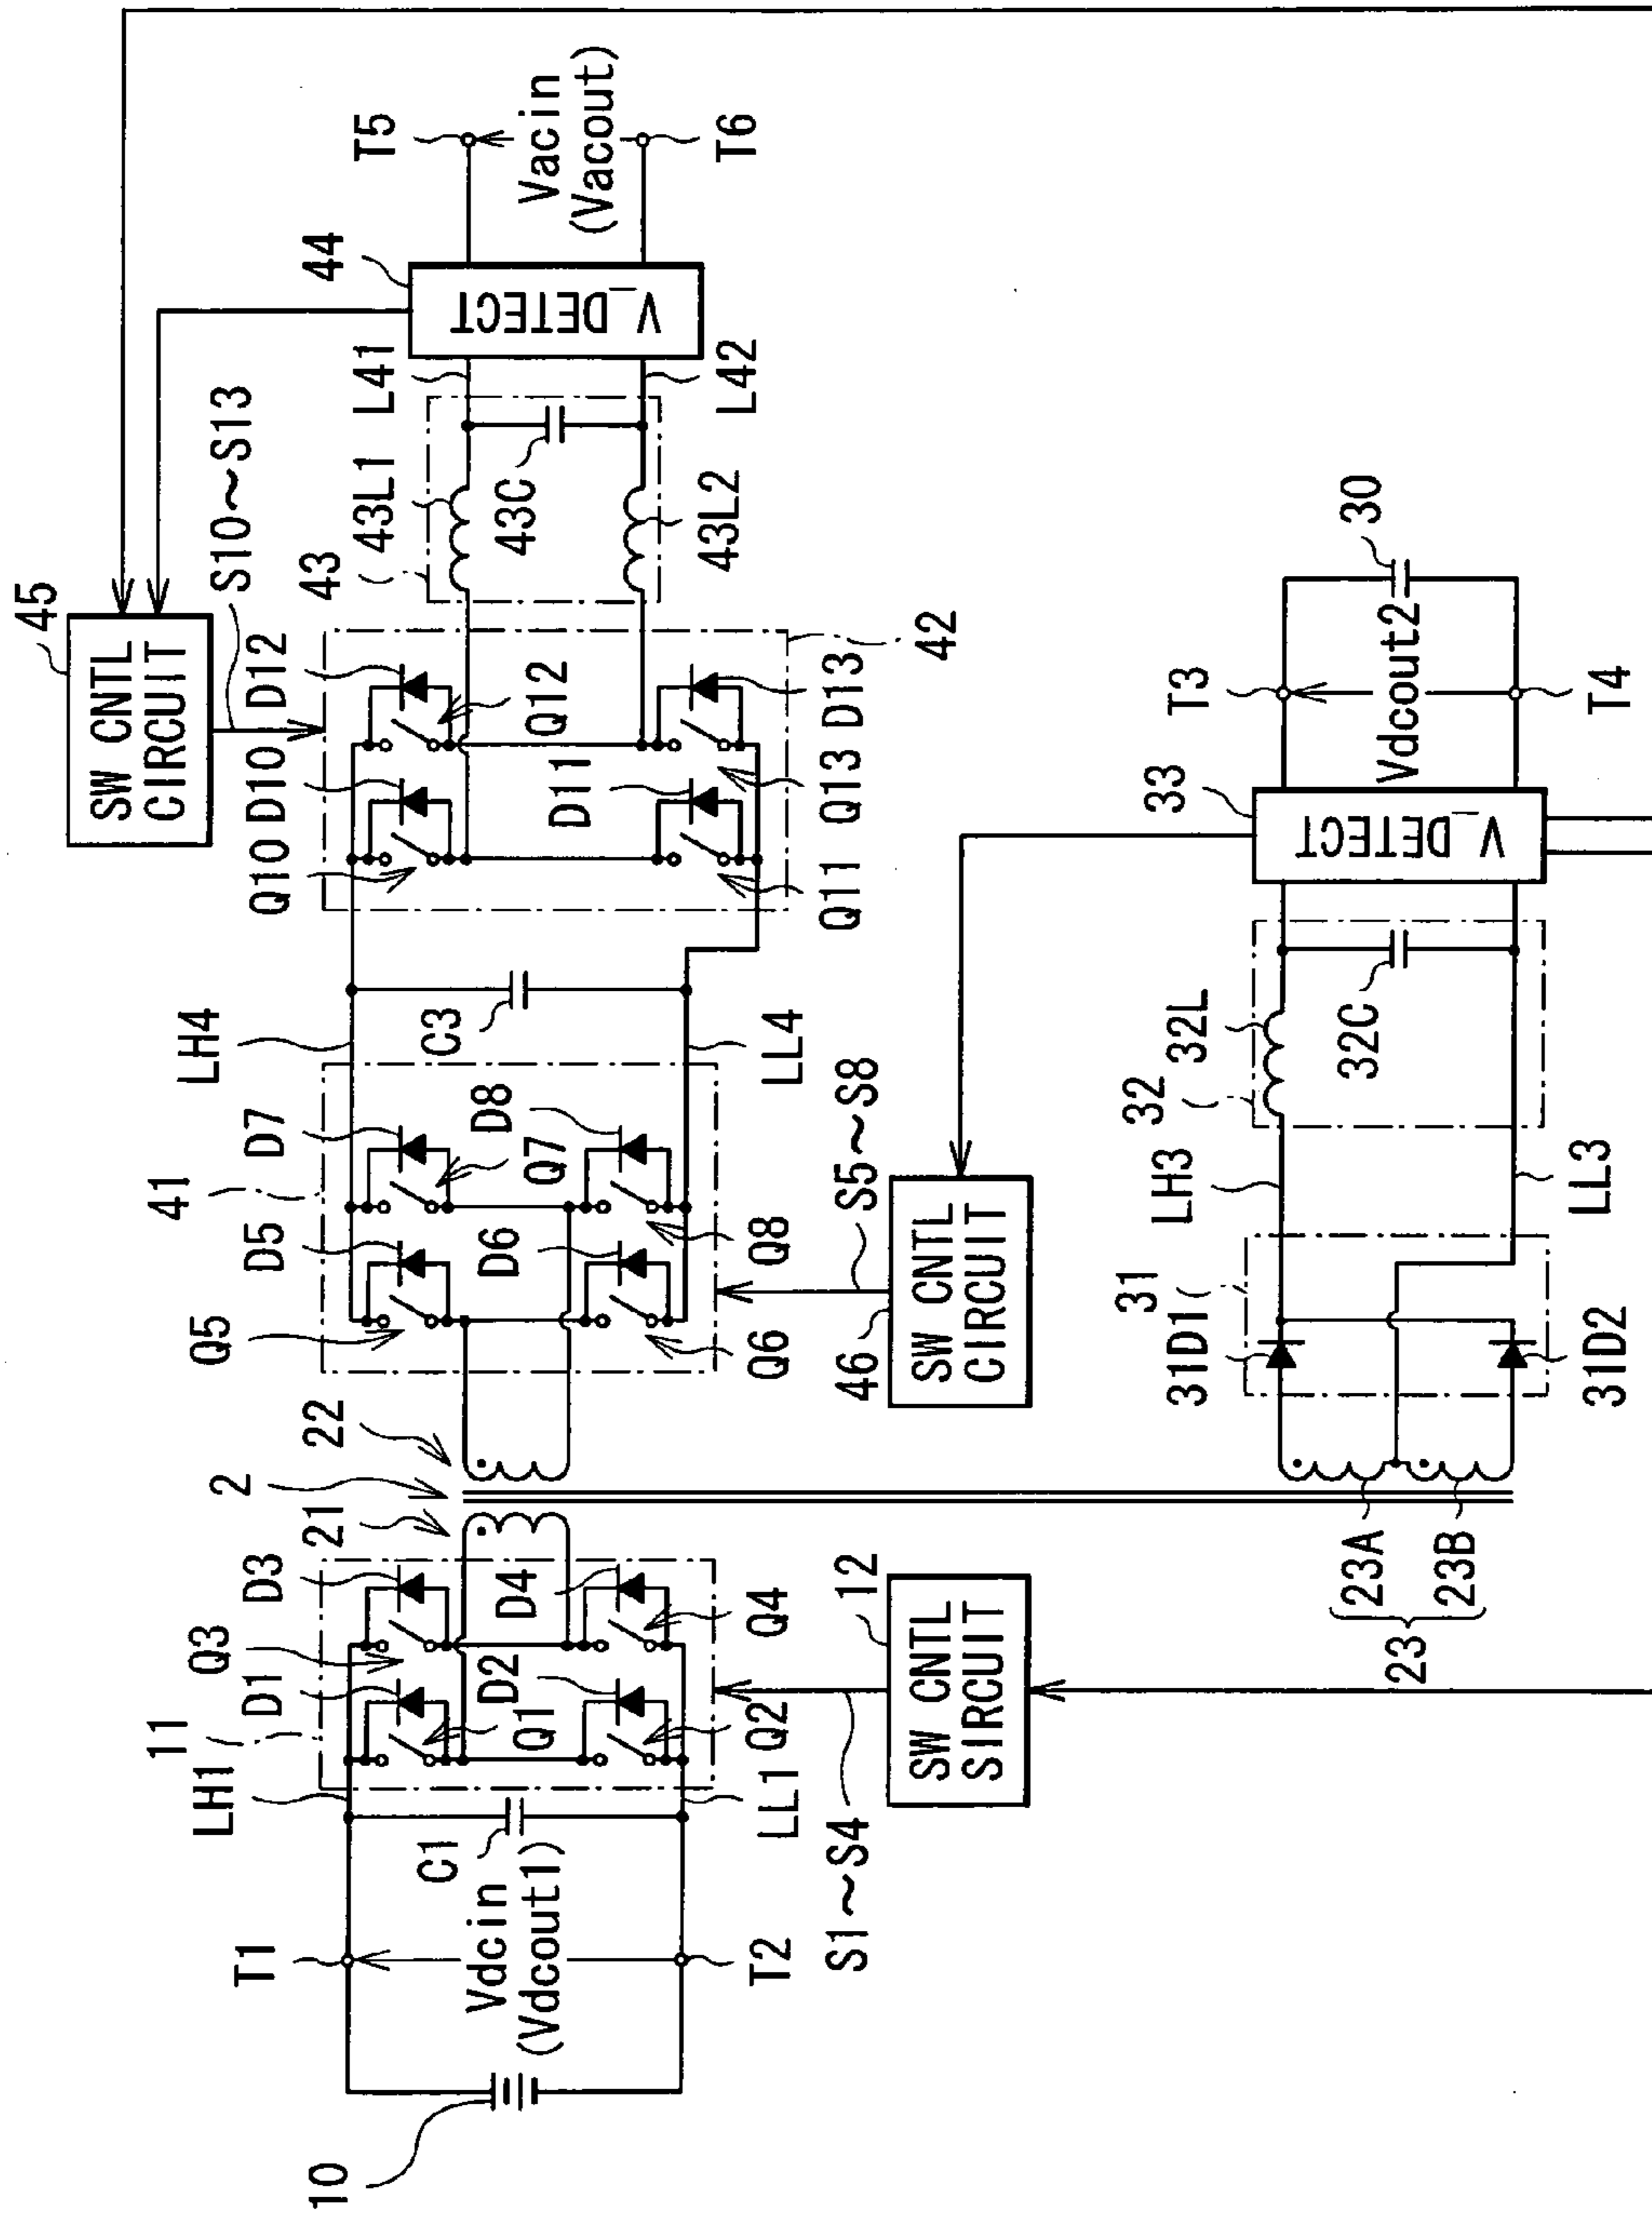 10
T1
Vdcin
(Vdcout1)
T2
C1
LH1
LL1
11
D1
Q3
D3
Q1
D2
D4
Q2
Q4
S1~S4
12
SW CNTL
SIRCUIT
21
2
22
23A
23B
23
Q5
D5
41
D7
D6
Q7
D8
Q6
Q8
46
SW CNTL
CIRCUIT
S5~S8
LH4
C3
LL4
31D1
31
31D2
LH3
LL3
32
32L
32C
33
V_DETECT
T3
Vdcout2
T4
30
Q10
D10
D12
D11
Q12
Q11
Q13
D13
42
45
SW CNTL
CIRCUIT
S10~S13
43
43L1
43C
43L2
L41
L42
44
V_DETECT
T5
Vacin
(Vacout)
T6